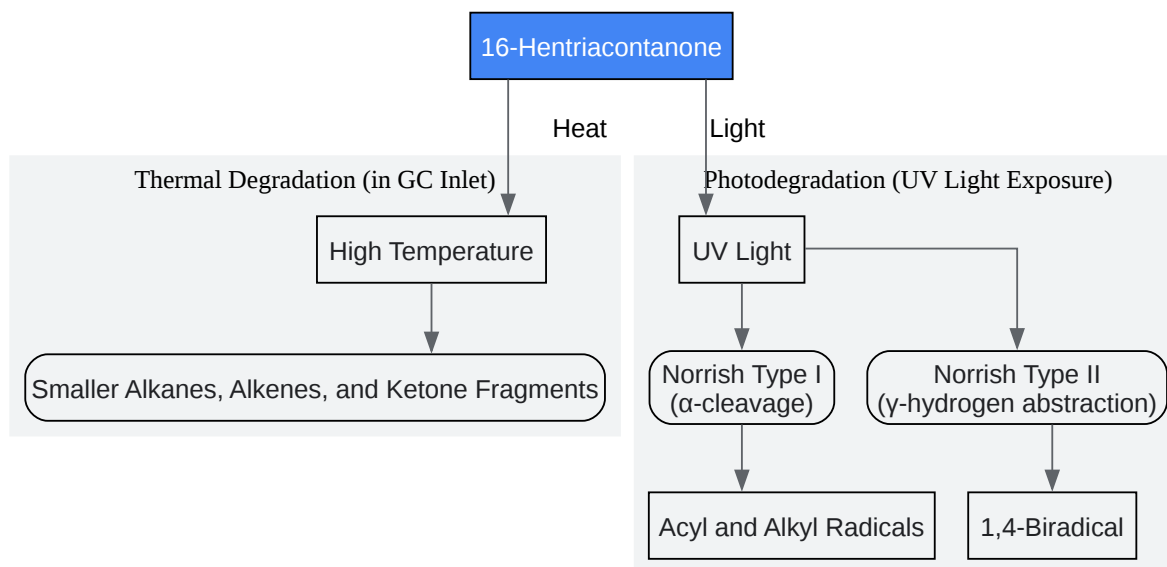 16-Hentriacontanone
Heat
Light
Thermal Degradation (in GC Inlet)
Photodegradation (UV Light Exposure)
High Temperature
UV Light
Smaller Alkanes, Alkenes, and Ketone Fragments
Norrish Type I
(α-cleavage)
Norrish Type II
(γ-hydrogen abstraction)
Acyl and Alkyl Radicals
1,4-Biradical